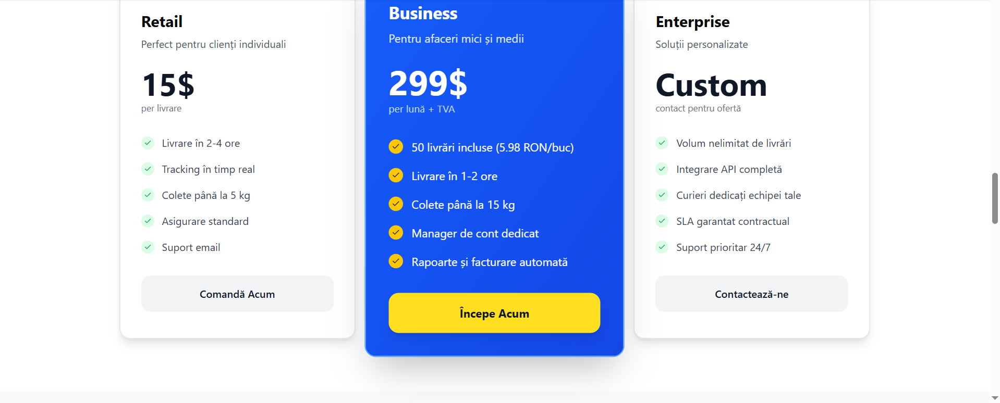 Retail
Perfect pentru clienți individuali
15$
per livrare
Livrare în 2-4 ore
Tracking în timp real
Colete până la 5 kg
Asigurare standard
Suport email
Comandă Acum
Business
Pentru afaceri mici și medii
299$
per lună + TVA
50 livrări incluse (5.98 RON/buc)
Livrare în 1-2 ore
Colete până la 15 kg
Manager de cont dedicat
Rapoarte și facturare automată
Începe Acum
Enterprise
Soluții personalizate
Custom
contact pentru ofertă
Volum nelimitat de livrări
Integrare API completă
Curieri dedicați echipei tale
SLA garantat contractual
Suport prioritar 24/7
Contactează-ne